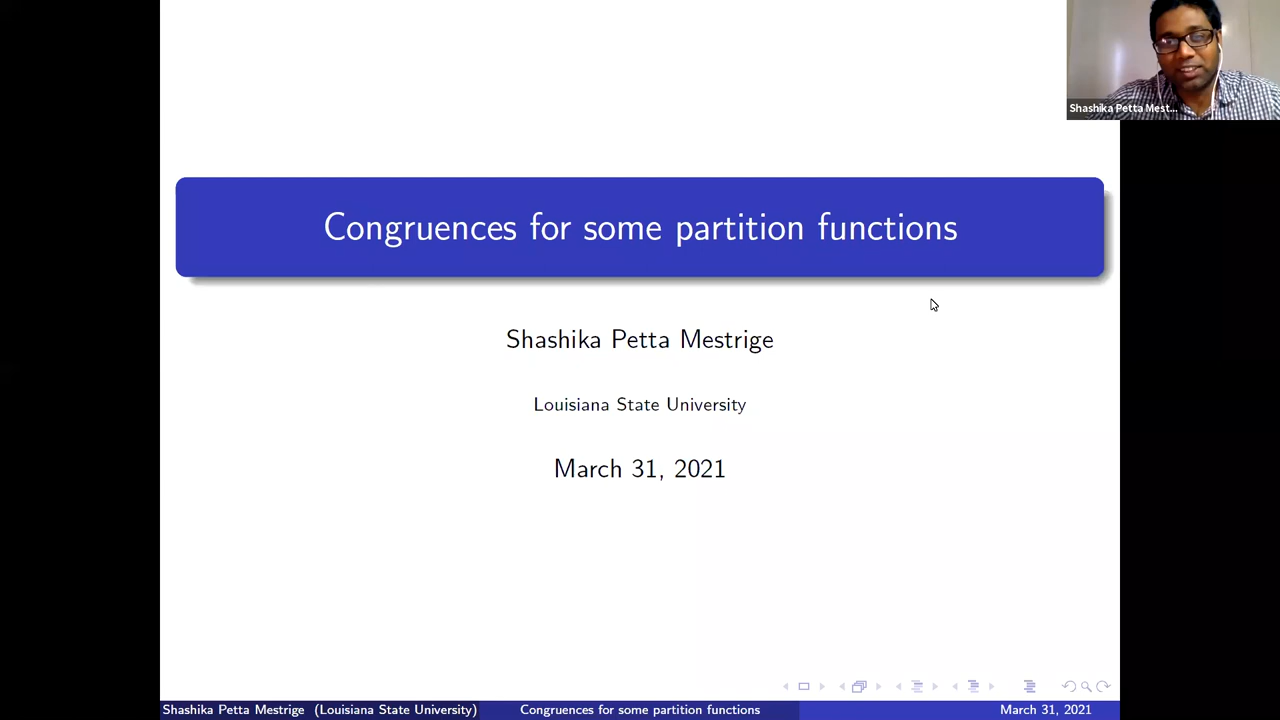 Shashika Petta Mest...
Congruences for some partition functions
Shashika Petta Mestrige
Louisiana State University
March 31, 2021
Shashika Petta Mestrige (Louisiana State University)
Congruences for some partition functions
March 31, 2021